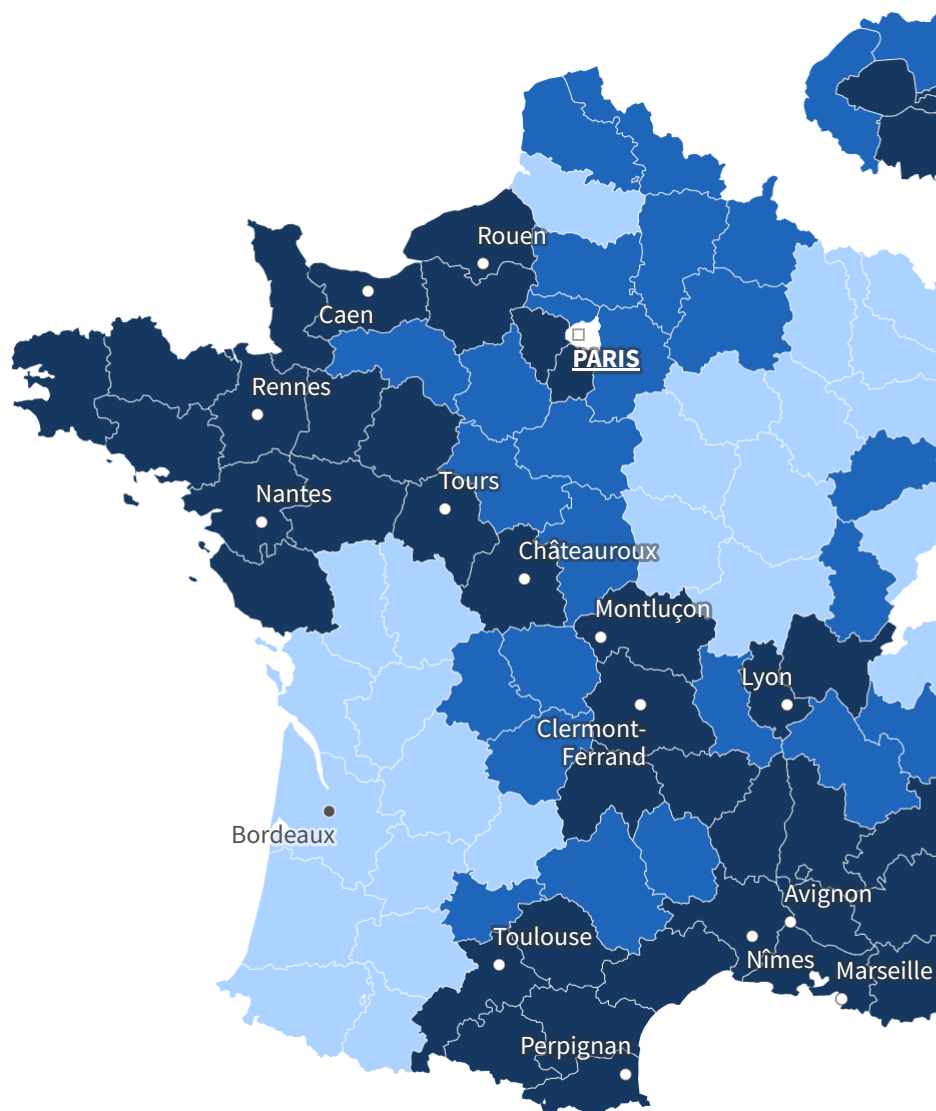 Rouen
Caen
PARIS
Rennes
Tours
Nantes
Châteauroux
Montluçon
Lyon
Clermont-
Ferrand
Bordeaux
Avignon
Toulouse
Nîmes
Marseille
Perpignan